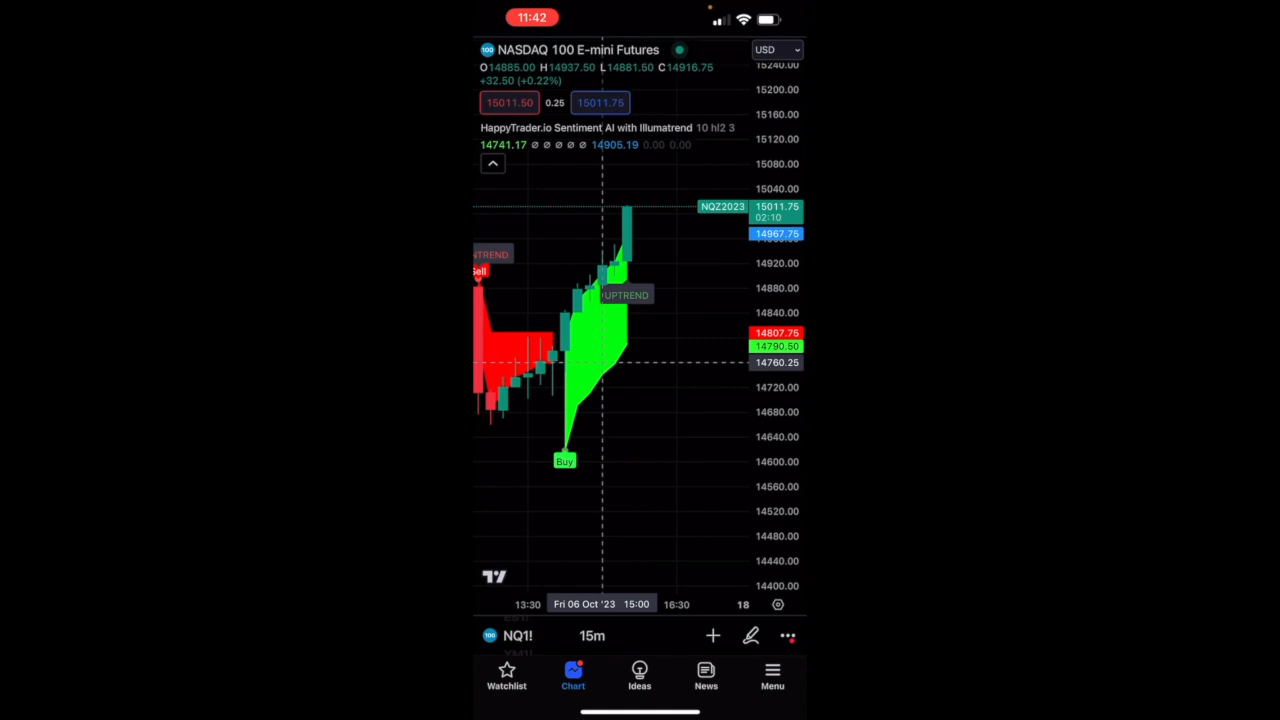 11:42
100 NASDAQ 100 E-mini Futures
USD
O14885.00 H14937.50 L14881.50 C14916.75
+32.50 (+0.22%)
15011.50 0.25 15011.75
HappyTrader.io Sentiment AI with Illumatrend 10 hl2 3
14741.17 ∅ ∅ ∅ ∅ ∅ 14905.19 0.00 0.00
15240.00
15200.00
15160.00
15120.00
15080.00
15040.00
NQZ2023 15011.75
02:10
14967.75
14920.00
14880.00
14840.00
14807.75
14790.50
14760.25
14720.00
14680.00
14640.00
14600.00
14560.00
14520.00
14480.00
14440.00
14400.00
NTREND
Sell
UPTREND
Buy
13:30 Fri 06 Oct '23 15:00 16:30 18
100 NQ1! 15m
YM1!
Watchlist Chart Ideas News Menu